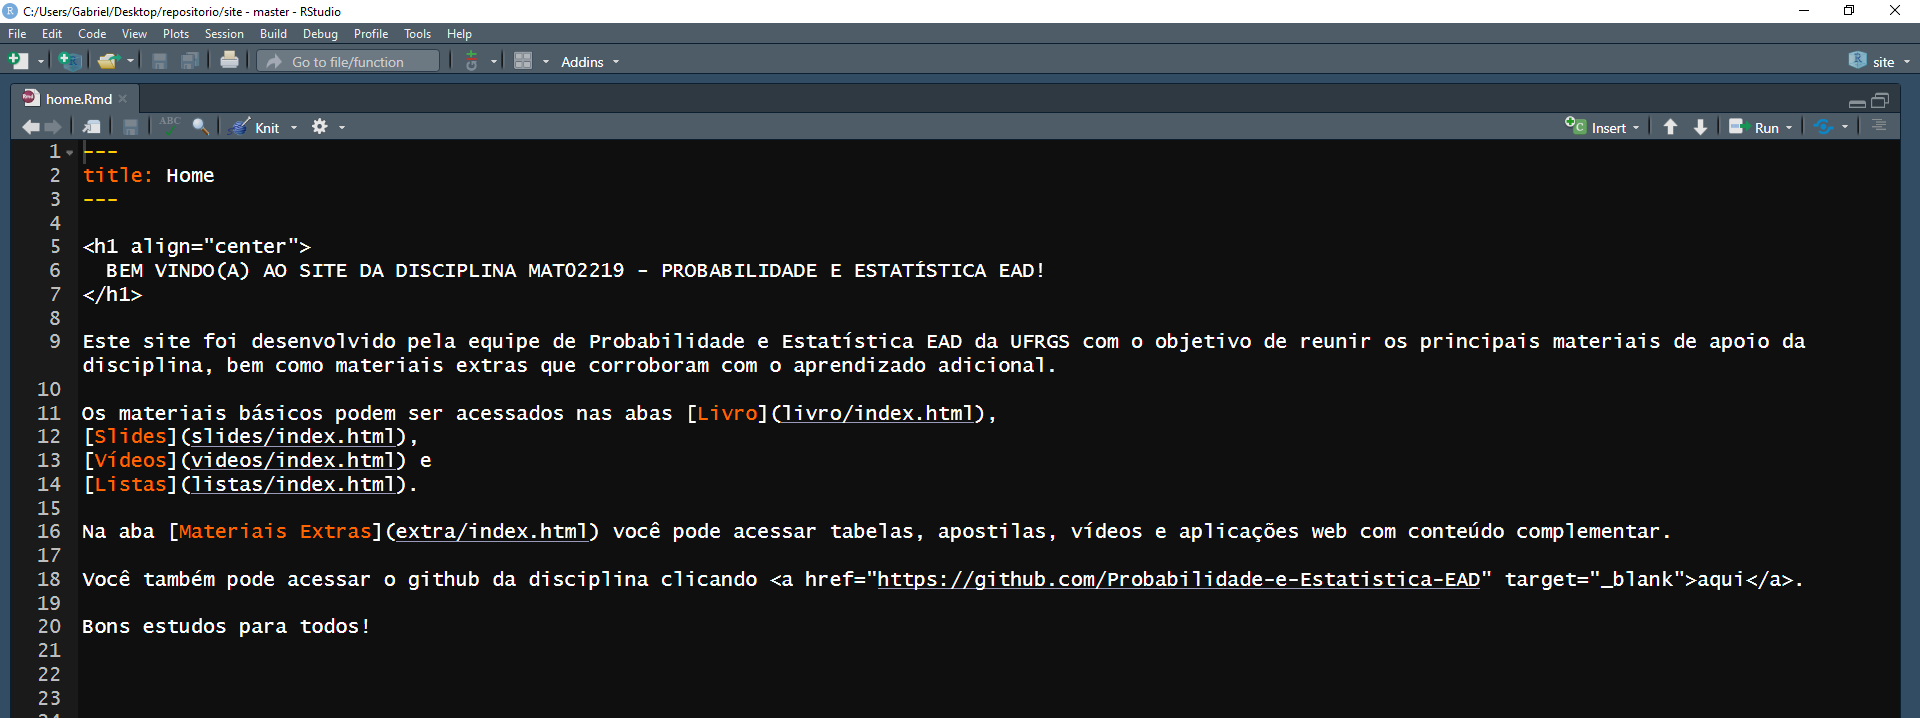 C:/Users/Gabriel/Desktop/repositorio/site - master - RStudio
File Edit Code View Plots Session Build Debug Profile Tools Help
Go to file/function Addins site
home.Rmd
ABC Knit Insert Run
1 ---
2 title: Home
3 ---
4
5 <h1 align="center">
6 BEM VINDO(A) AO SITE DA DISCIPLINA MAT02219 - PROBABILIDADE E ESTATÍSTICA EAD!
7 </h1>
8
9 Este site foi desenvolvido pela equipe de Probabilidade e Estatística EAD da UFRGS com o objetivo de reunir os principais materiais de apoio da
disciplina, bem como materiais extras que corroboram com o aprendizado adicional.
10
11 Os materiais básicos podem ser acessados nas abas [Livro](livro/index.html),
12 [Slides](slides/index.html),
13 [Vídeos](videos/index.html) e
14 [Listas](listas/index.html).
15
16 Na aba [Materiais Extras](extra/index.html) você pode acessar tabelas, apostilas, vídeos e aplicações web com conteúdo complementar.
17
18 Você também pode acessar o github da disciplina clicando <a href="https://github.com/Probabilidade-e-Estatistica-EAD" target="_blank">aqui</a>.
19
20 Bons estudos para todos!
21
22
23
24